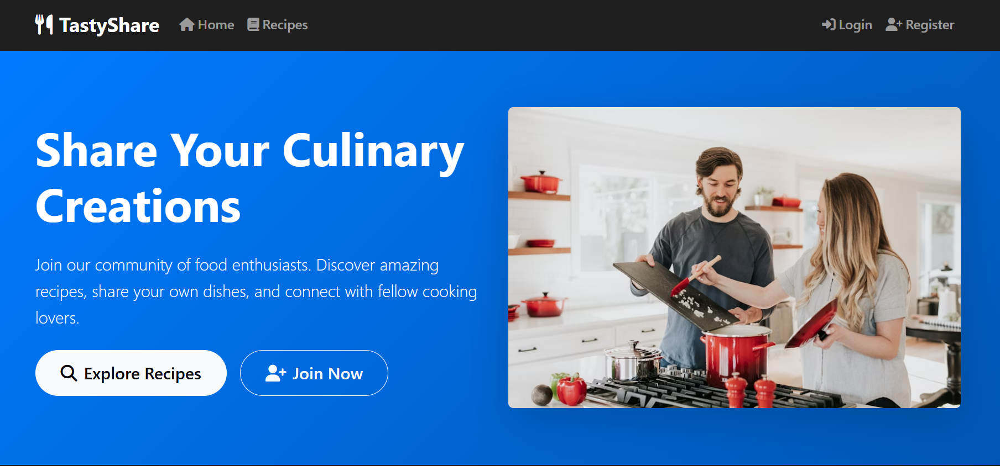 TastyShare Home Recipes Login Register
Share Your Culinary
Creations
Join our community of food enthusiasts. Discover amazing
recipes, share your own dishes, and connect with fellow cooking
lovers.
Explore Recipes Join Now